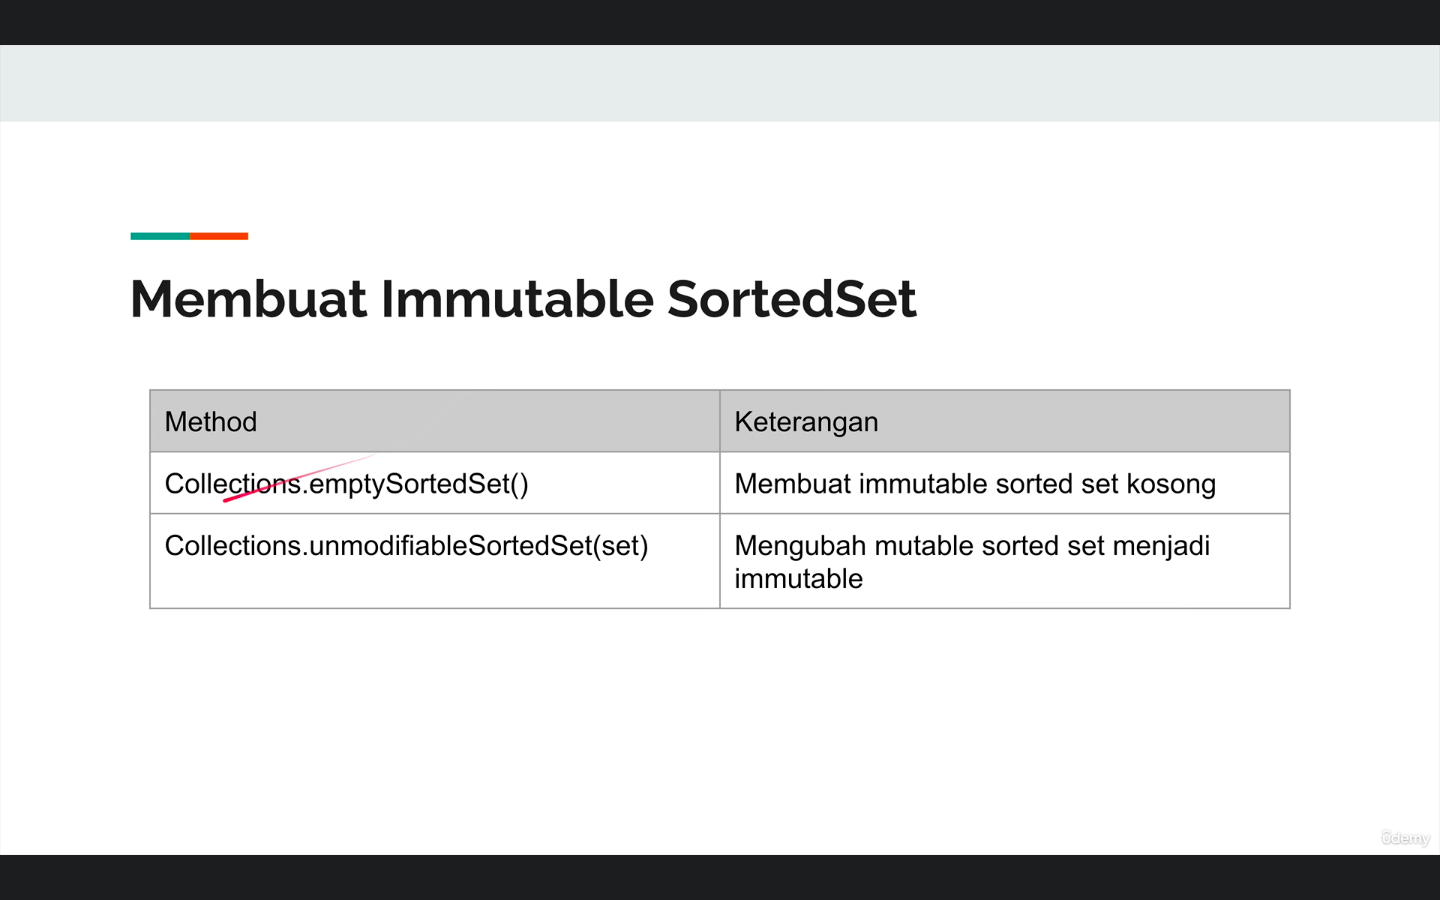 Membuat Immutable SortedSet
Method
Keterangan
Collections.emptySortedSet()
Membuat immutable sorted set kosong
Collections.unmodifiableSortedSet(set)
Mengubah mutable sorted set menjadi
immutable
ûdemy